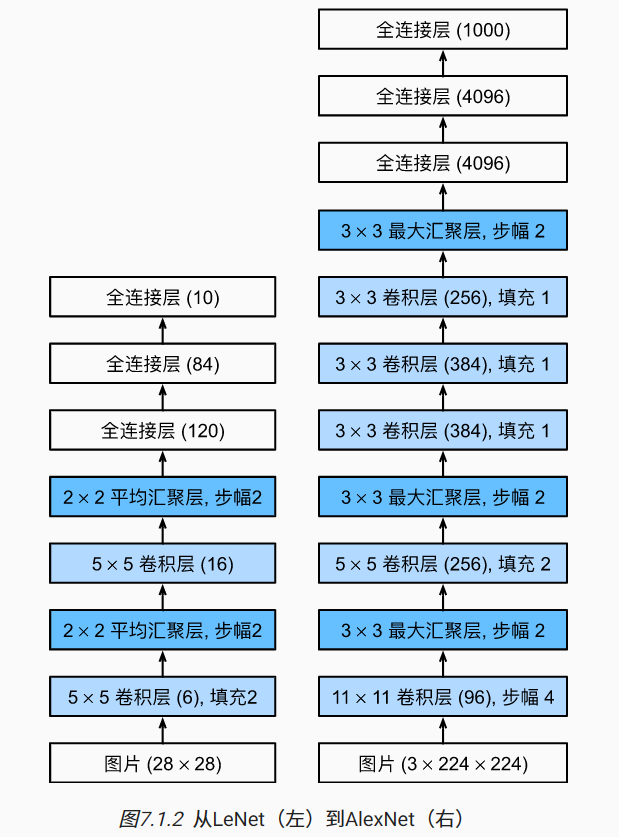 全连接层 (10)
全连接层 (84)
全连接层 (120)
2 × 2 平均汇聚层, 步幅2
5 × 5 卷积层 (16)
2 × 2 平均汇聚层, 步幅2
5 × 5 卷积层 (6), 填充2
图片 (28 × 28)
全连接层 (1000)
全连接层 (4096)
全连接层 (4096)
3 × 3 最大汇聚层, 步幅 2
3 × 3 卷积层 (256), 填充 1
3 × 3 卷积层 (384), 填充 1
3 × 3 卷积层 (384), 填充 1
3 × 3 最大汇聚层, 步幅 2
5 × 5 卷积层 (256), 填充 2
3 × 3 最大汇聚层, 步幅 2
11 × 11 卷积层 (96), 步幅 4
图片 (3 × 224 × 224)
图7.1.2 从LeNet（左）到AlexNet（右）